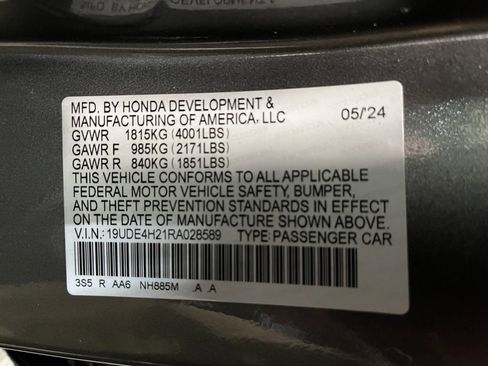 MFD. BY HONDA DEVELOPMENT &
MANUFACTURING OF AMERICA, LLC 05/24
GVWR 1815KG (4001LBS)
GAWR F 985KG (2171LBS)
GAWR R 840KG (1851LBS)
THIS VEHICLE CONFORMS TO ALL APPLICABLE
FEDERAL MOTOR VEHICLE SAFETY, BUMPER,
AND THEFT PREVENTION STANDARDS IN EFFECT
ON THE DATE OF MANUFACTURE SHOWN ABOVE.
V.I.N.: 19UDE4H21RA028589 TYPE: PASSENGER CAR
3S5 R AA6 NH885M .A .A